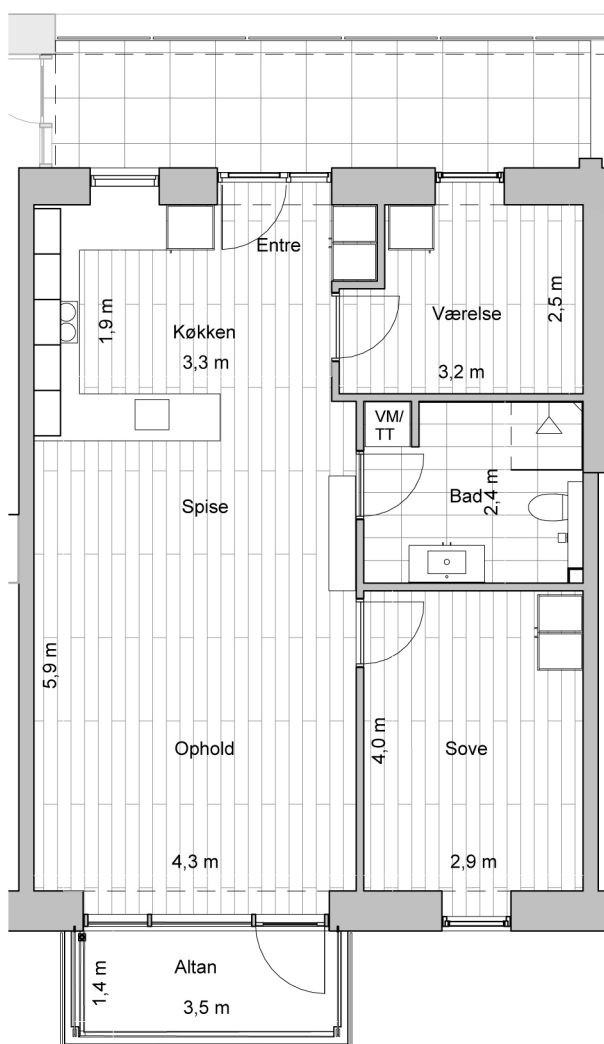 Entre
Køkken
3,3 m
1,9 m
Værelse
3,2 m
2,5 m
VM/
TT
Bad
2,4 m
Spise
5,9 m
Ophold
4,3 m
4,0 m
Sove
2,9 m
Altan
1,4 m
3,5 m